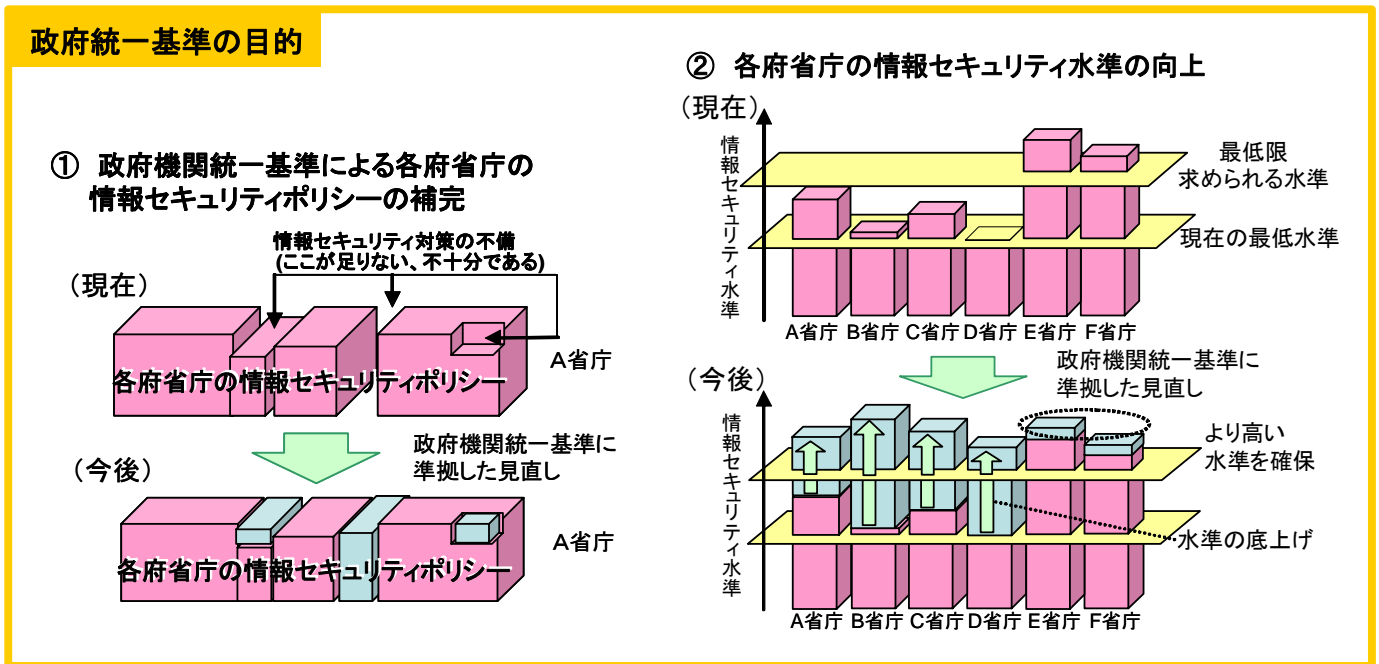 政府統一基準の目的
① 政府機関統一基準による各府省庁の
情報セキュリティポリシーの補完
情報セキュリティ対策の不備
(ここが足りない、不十分である)
（現在）
各府省庁の情報セキュリティポリシー
A省庁
政府機関統一基準に
準拠した見直し
（今後）
各府省庁の情報セキュリティポリシー
A省庁
② 各府省庁の情報セキュリティ水準の向上
（現在）
情報セキュリティ水準
最低限
求められる水準
現在の最低水準
A省庁 B省庁 C省庁 D省庁 E省庁 F省庁
政府機関統一基準に
準拠した見直し
（今後）
情報セキュリティ水準
より高い
水準を確保
水準の底上げ
A省庁 B省庁 C省庁 D省庁 E省庁 F省庁